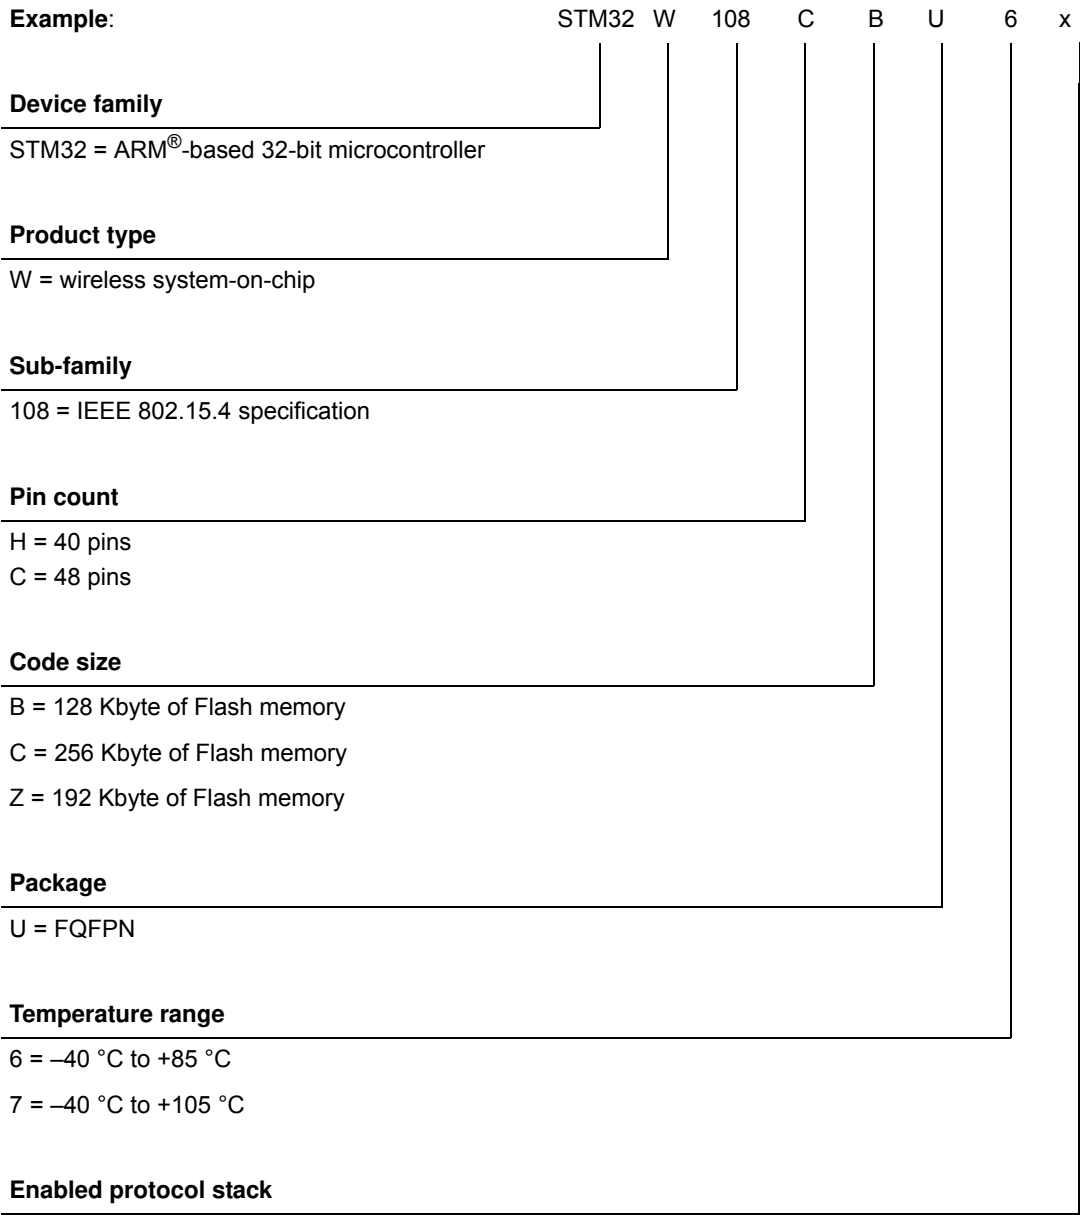 Example: STM32 W 108 C B U 6 x
Device family
STM32 = ARM®-based 32-bit microcontroller
Product type
W = wireless system-on-chip
Sub-family
108 = IEEE 802.15.4 specification
Pin count
H = 40 pins
C = 48 pins
Code size
B = 128 Kbyte of Flash memory
C = 256 Kbyte of Flash memory
Z = 192 Kbyte of Flash memory
Package
U = FQFPN
Temperature range
6 = –40 °C to +85 °C
7 = –40 °C to +105 °C
Enabled protocol stack